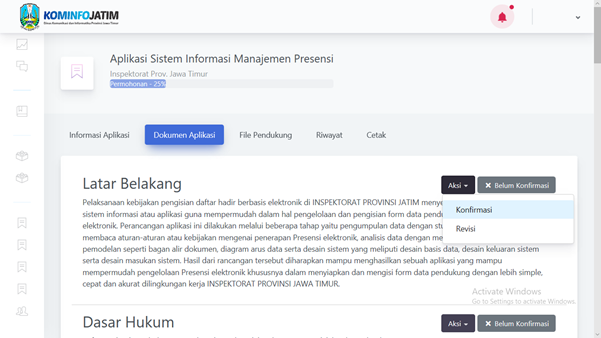 KOMINFOJATIM
Dinas Komunikasi dan Informatika Provinsi Jawa Timur
Aplikasi Sistem Informasi Manajemen Presensi
Inspektorat Prov. Jawa Timur
Permohonan - 25%
Informasi Aplikasi
Dokumen Aplikasi
File Pendukung
Riwayat
Cetak
Latar Belakang
Aksi
Belum Konfirmasi
Konfirmasi
Revisi
Pelaksanaan kebijakan pengisian daftar hadir berbasis elektronik di INSPEKTORAT PROVINSI JATIM
sistem informasi atau aplikasi guna mempermudah dalam hal pengelolaan dan pengisian form data
elektronik. Perancangan aplikasi ini dilakukan melalui beberapa tahap yaitu pengumpulan data dengan
membaca aturan-aturan atau kebijakan mengenai penerapan Presensi elektronik, analisis data dengan
pemodelan seperti bagan alir dokumen, diagram arus data serta desain sistem yang meliputi desain basis data, desain keluaran sistem
serta desain masukan sistem. Hasil dari rancangan tersebut diharapkan mampu menghasilkan sebuah aplikasi yang mampu
mempermudah pengelolaan Presensi elektronik khususnya dalam menyiapkan dan mengisi form data pendukung dengan lebih simple,
cepat dan akurat dilingkungan kerja INSPEKTORAT PROVINSI JAWA TIMUR.
Activate Windows
Go to Settings to activate Windows.
Dasar Hukum
Aksi
Belum Konfirmasi